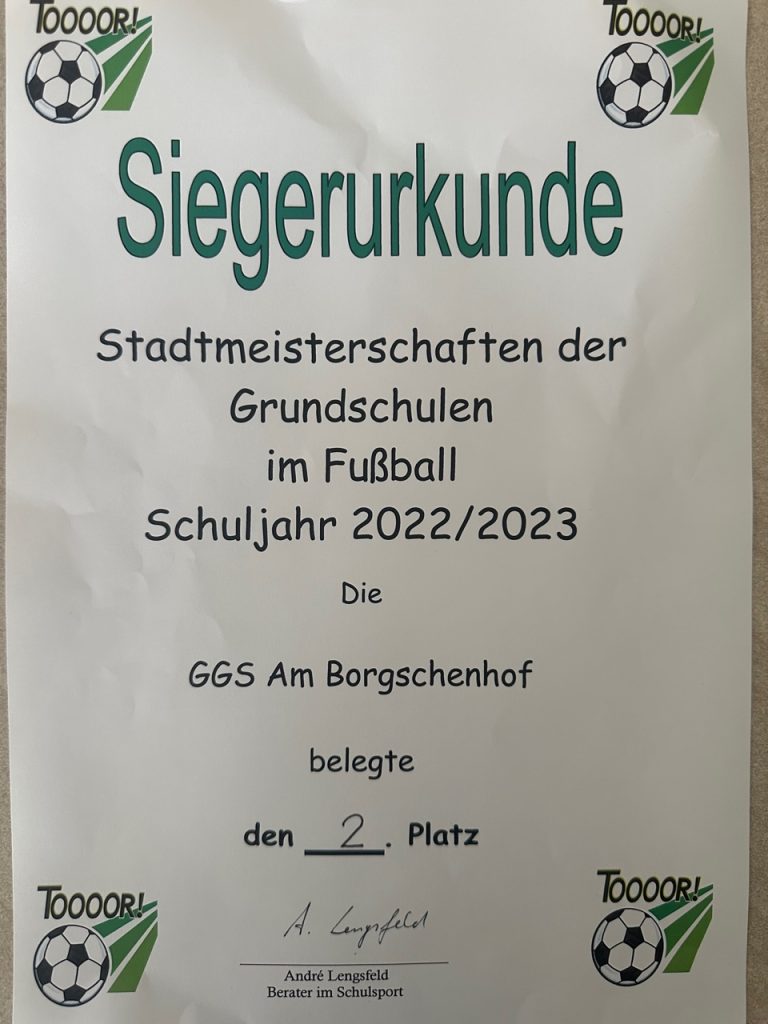 TOOOOR! TOOOOR!
Siegerurkunde
Stadtmeisterschaften der
Grundschulen
im Fußball
Schuljahr 2022/2023
Die
GGS Am Borgschenhof
belegte
den 2. Platz
TOOOOR! TOOOOR!
A. Lengsfeld
André Lengsfeld
Berater im Schulsport